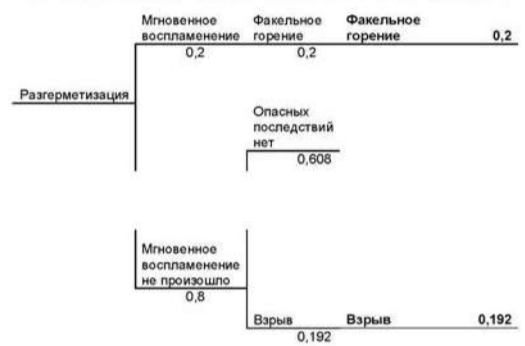 Мгновенное Факельное Факельное
воспламенение горение горение 0,2
0,2 0,2
Разгерметизация
Опасных
последствий
нет
0,608
Мгновенное
воспламенение
не произошло
0,8
Взрыв Взрыв 0,192
0,192